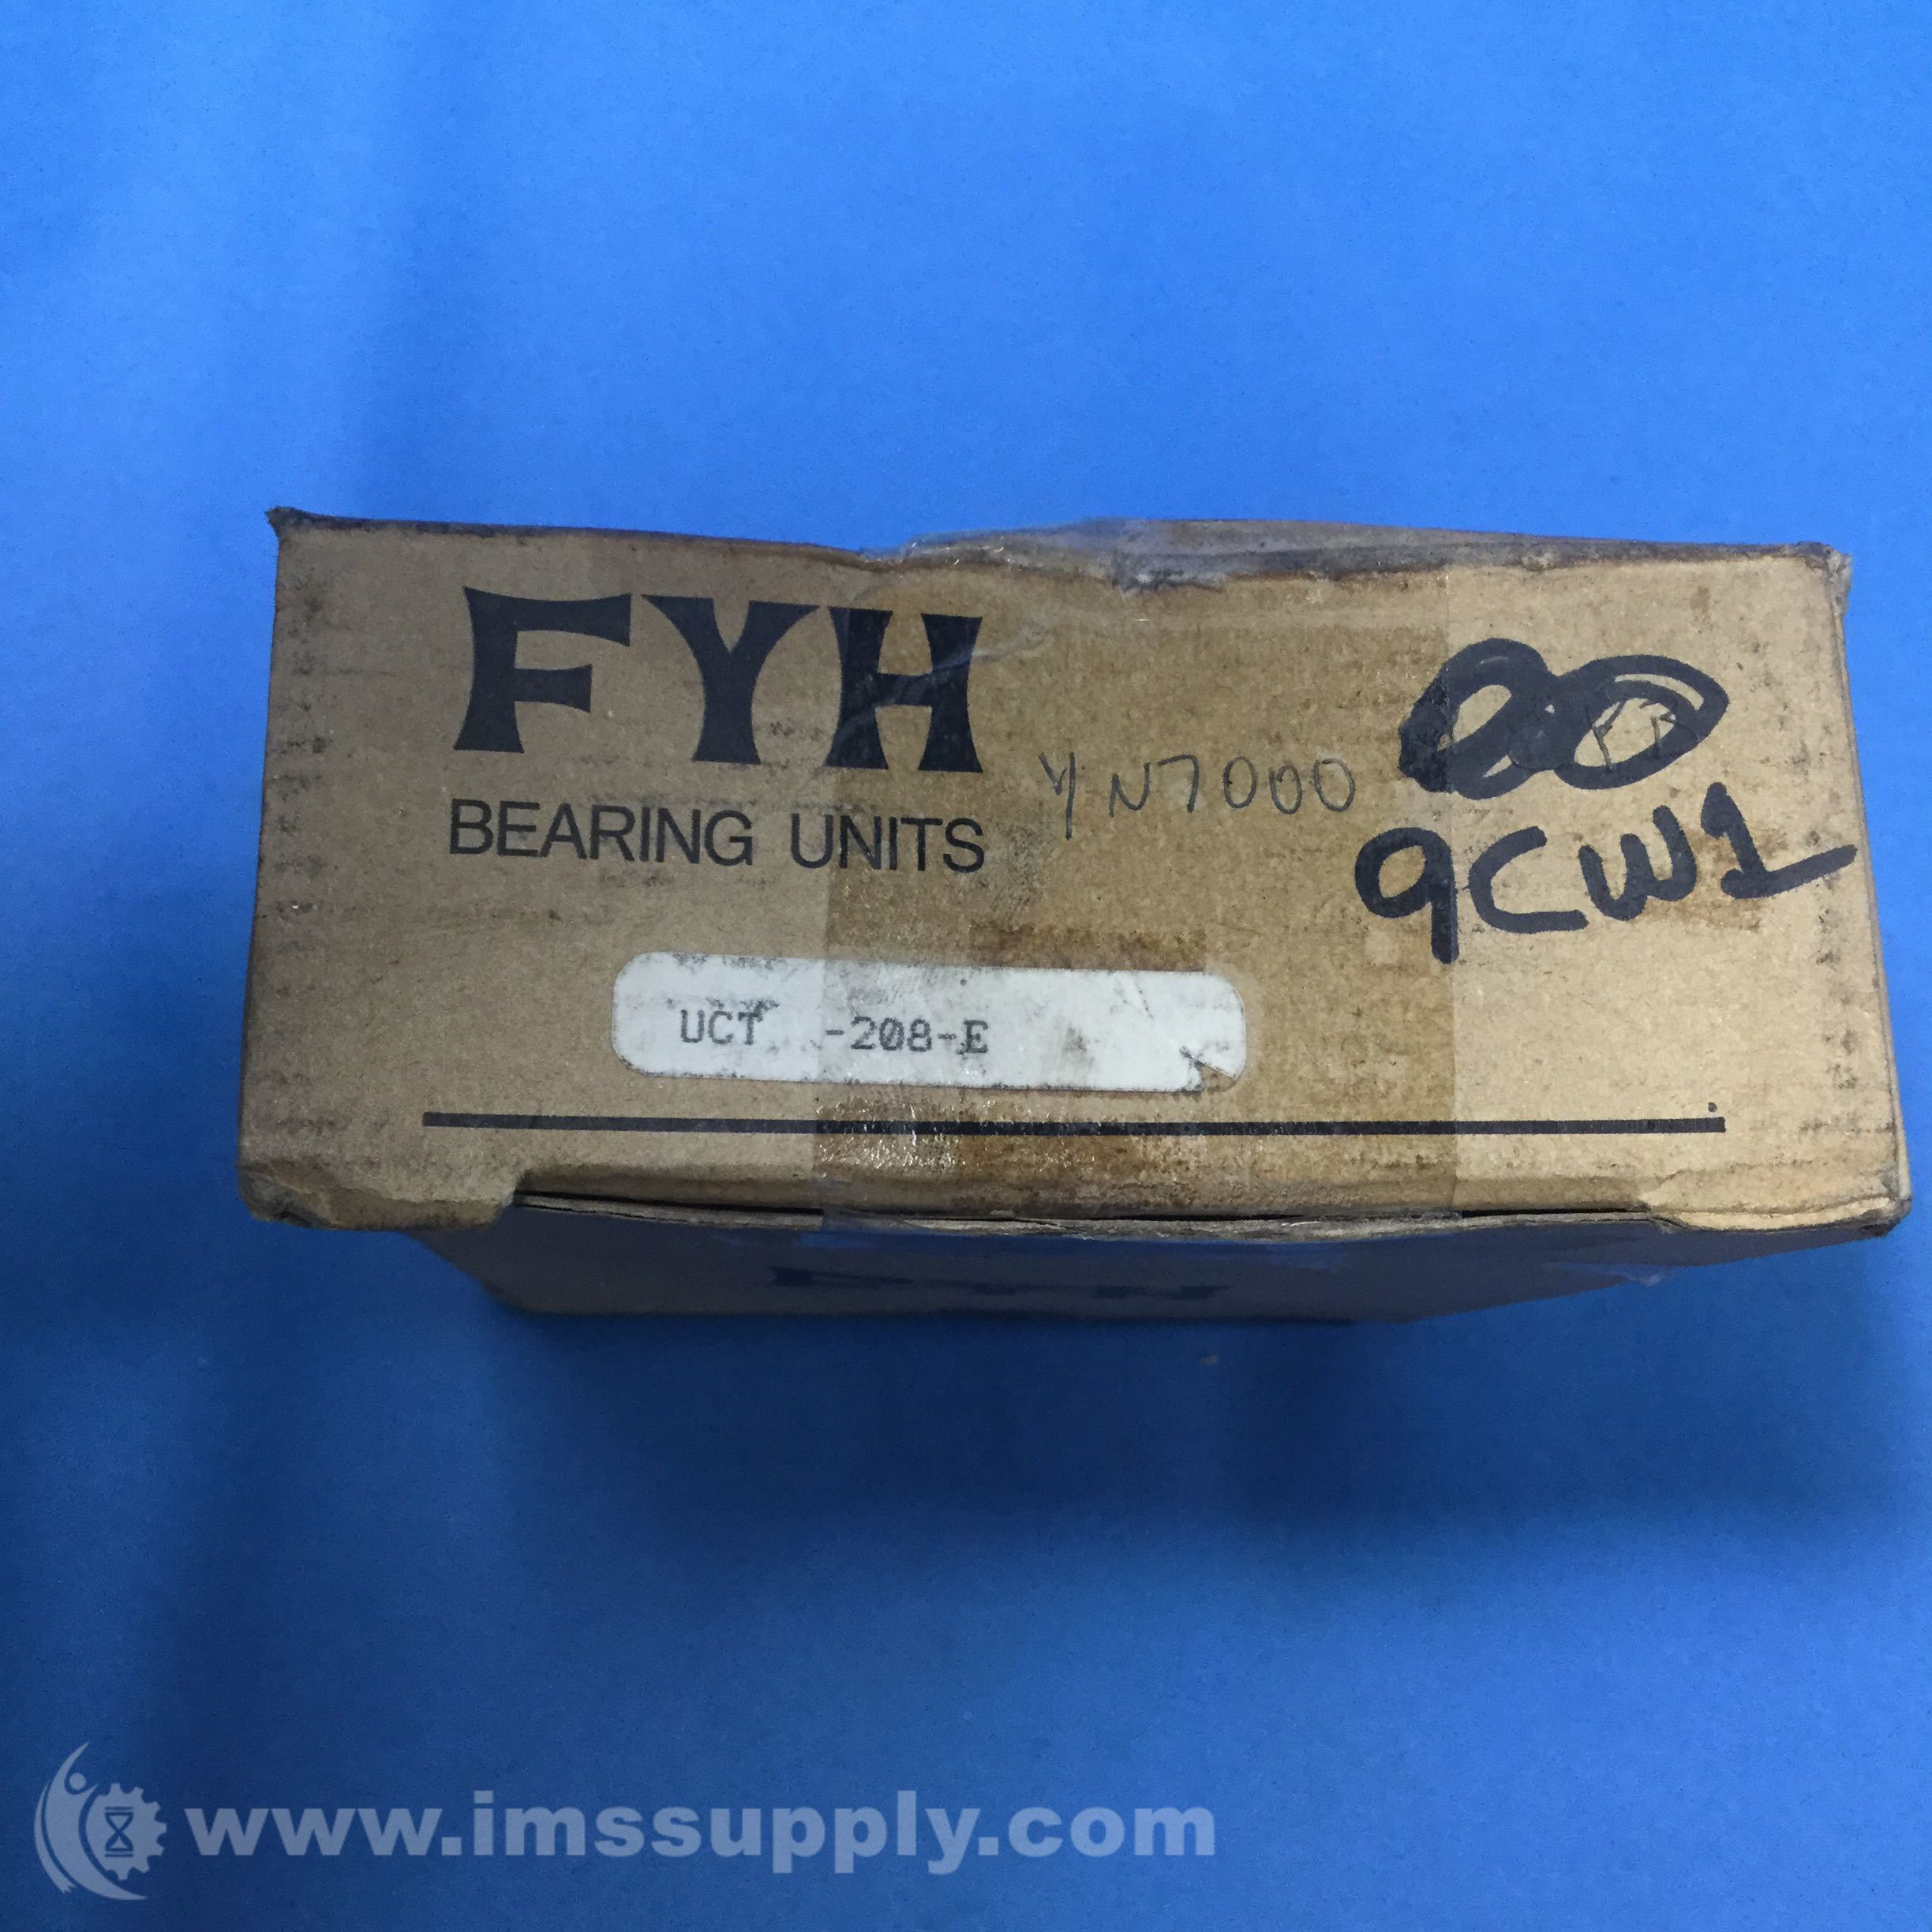 FYH
BEARING UNITS
YN7000
9CW1
UCT -208-E
www.imssupply.com